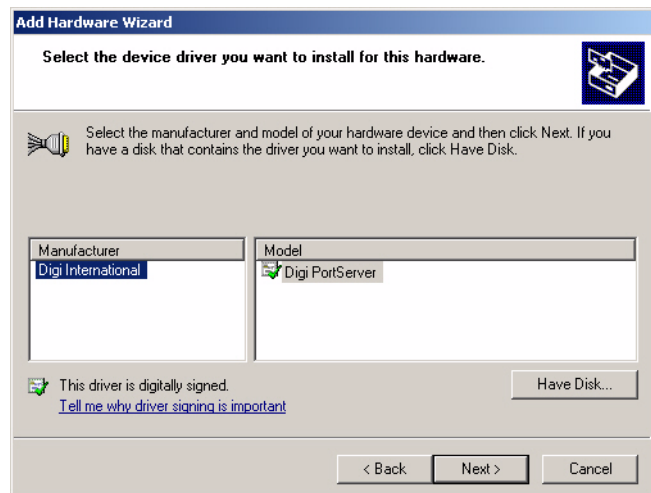 Add Hardware Wizard
Select the device driver you want to install for this hardware.
Select the manufacturer and model of your hardware device and then click Next. If you
have a disk that contains the driver you want to install, click Have Disk.
Manufacturer
Model
Digi International
Digi PortServer
This driver is digitally signed.
Have Disk...
Tell me why driver signing is important
< Back
Next >
Cancel